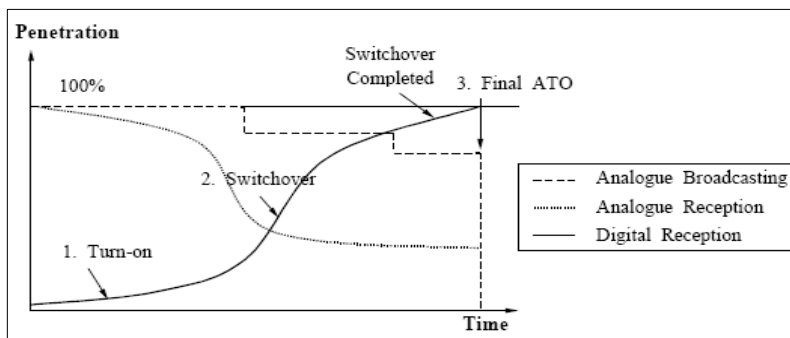 Penetration
100%
Switchover
Completed
3. Final ATO
2. Switchover
1. Turn-on
Time
Analogue Broadcasting
Analogue Reception
Digital Reception